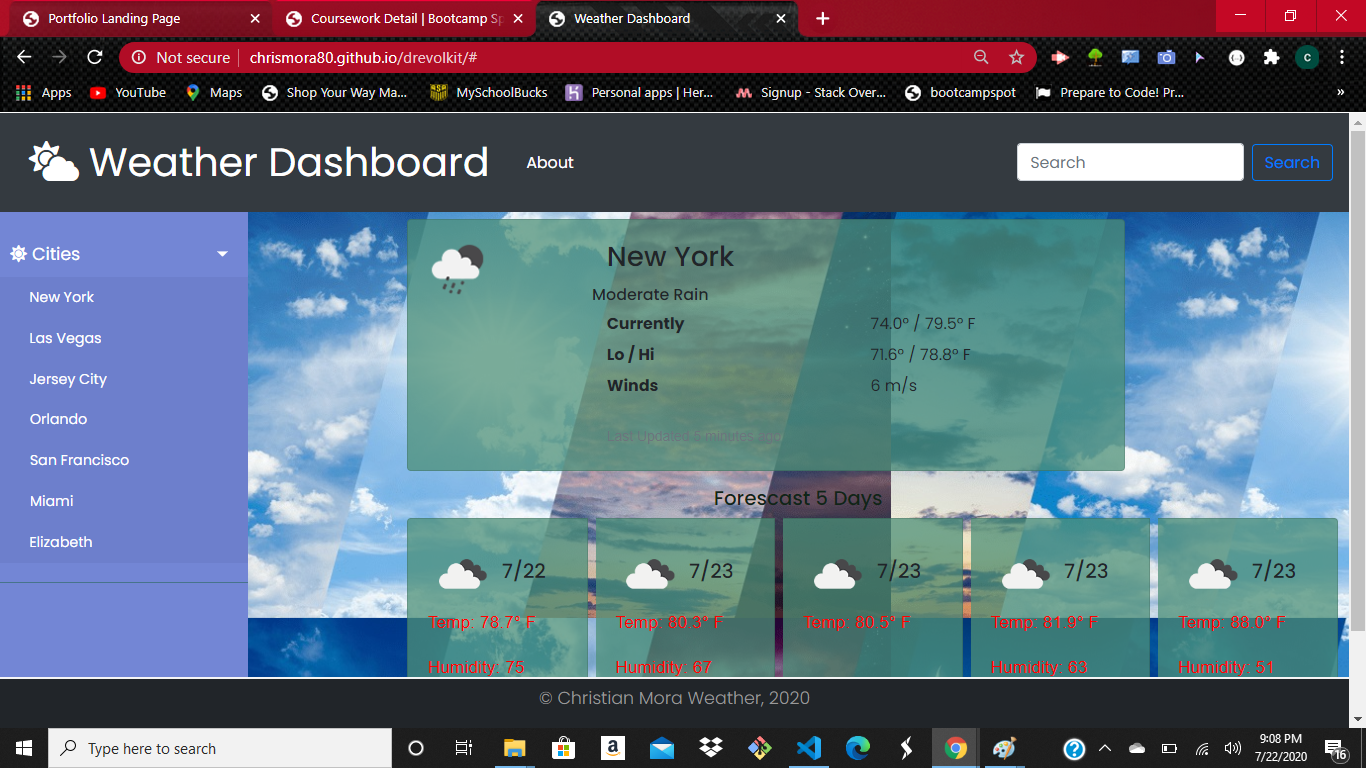 Portfolio Landing Page
Coursework Detail | Bootcamp Sp
Weather Dashboard
Not secure
chrismora80.github.io/drevolkit/#
c
Apps
YouTube
Maps
Shop Your Way Ma...
MySchoolBucks
Personal apps | Her...
Signup - Stack Over...
bootcampspot
Prepare to Code! Pr...
»
Weather Dashboard
About
Search
Search
Cities
New York
Las Vegas
Jersey City
Orlando
San Francisco
Miami
Elizabeth
New York
Moderate Rain
Currently 74.0° / 79.5° F
Lo / Hi 71.6° / 78.8° F
Winds 6 m/s
Last Updated 5 minutes ago
Forescast 5 Days
7/22
Temp: 78.7° F
Humidity: 75
7/23
Temp: 80.3° F
Humidity: 67
7/23
Temp: 80.5° F
7/23
Temp: 81.9° F
Humidity: 63
7/23
Temp: 88.0° F
Humidity: 51
© Christian Mora Weather, 2020
Type here to search
9:08 PM
7/22/2020
16